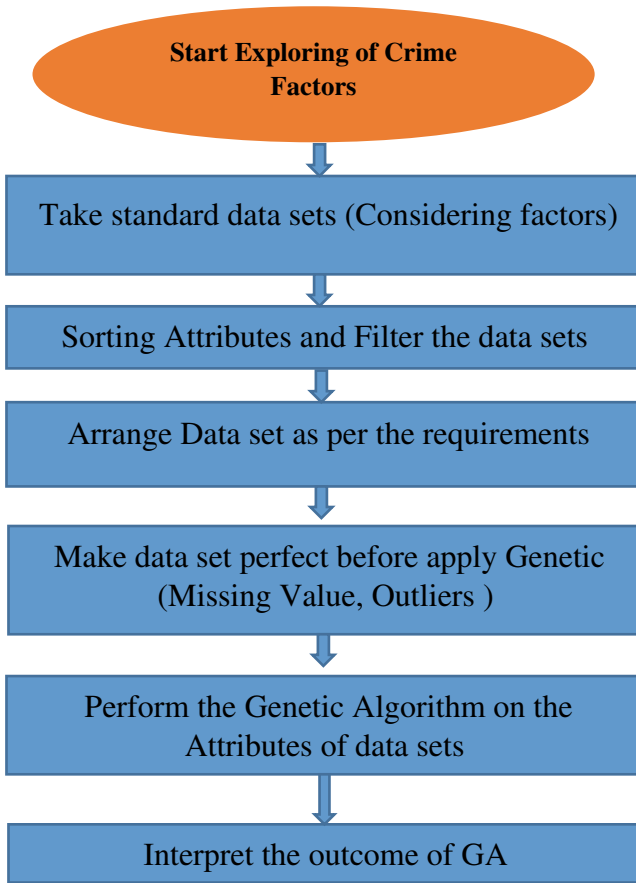 Start Exploring of Crime
Factors
Take standard data sets (Considering factors)
Sorting Attributes and Filter the data sets
Arrange Data set as per the requirements
Make data set perfect before apply Genetic
(Missing Value, Outliers )
Perform the Genetic Algorithm on the
Attributes of data sets
Interpret the outcome of GA